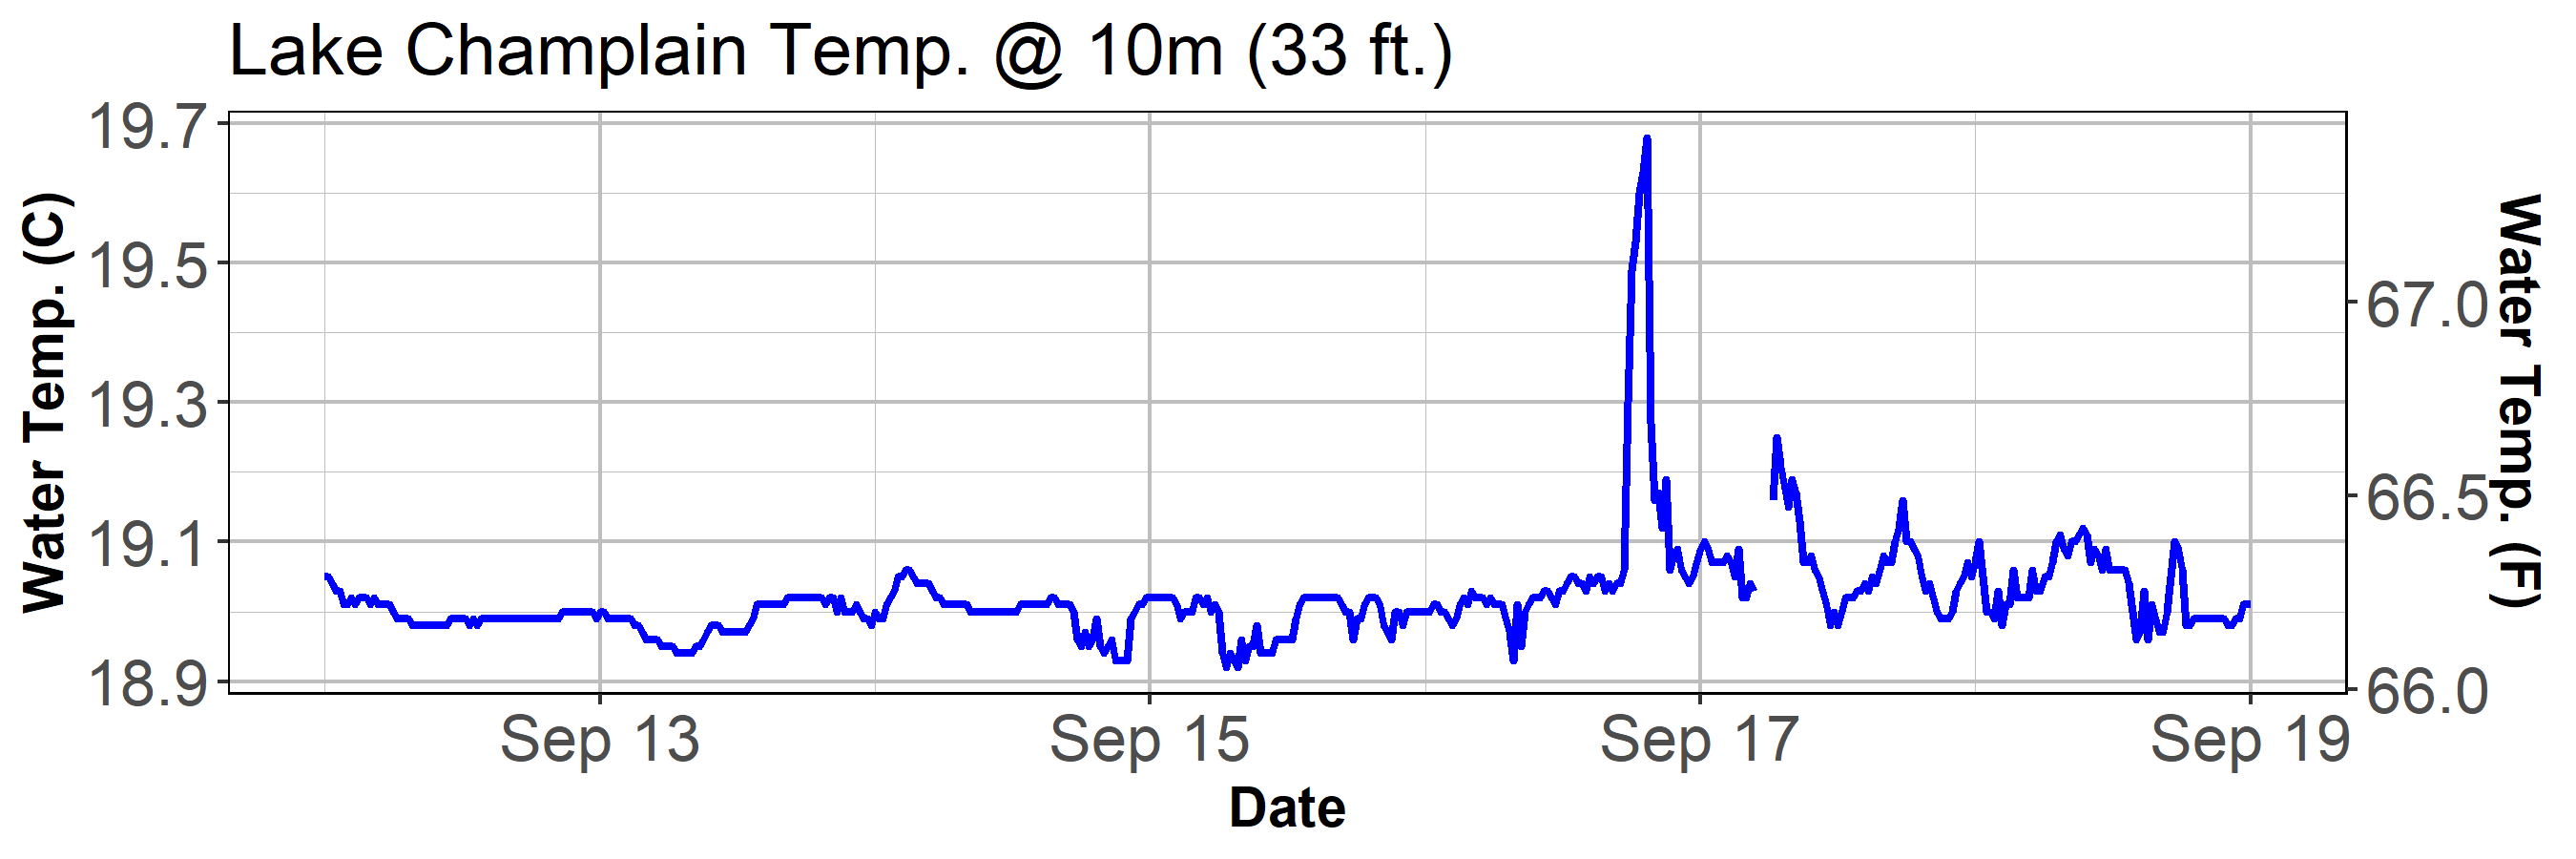 Lake Champlain Temp. @ 10m (33 ft.)
Water Temp. (C)
19.7
19.5
19.3
19.1
18.9
67.0
66.5
66.0
Water Temp. (F)
Sep 13
Sep 15
Sep 17
Sep 19
Date